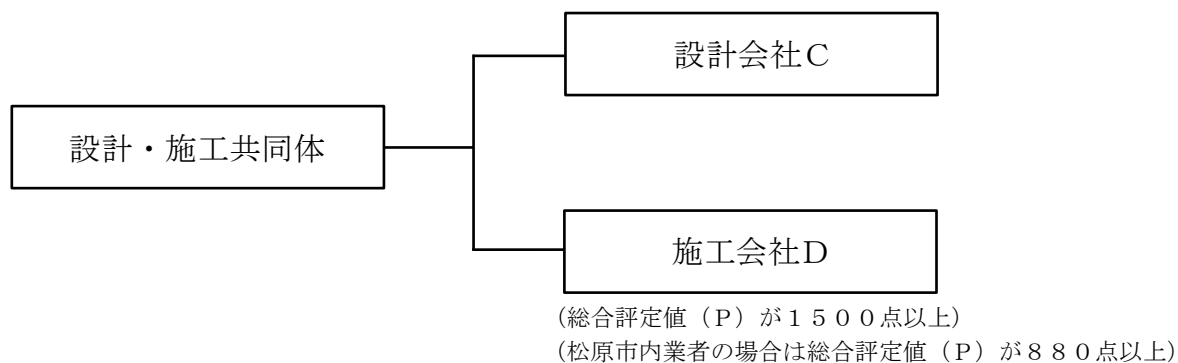 設計会社Ｃ
設計・施工共同体
施工会社Ｄ
（総合評定値（Ｐ）が１５００点以上）
（松原市内業者の場合は総合評定値（Ｐ）が８８０点以上）